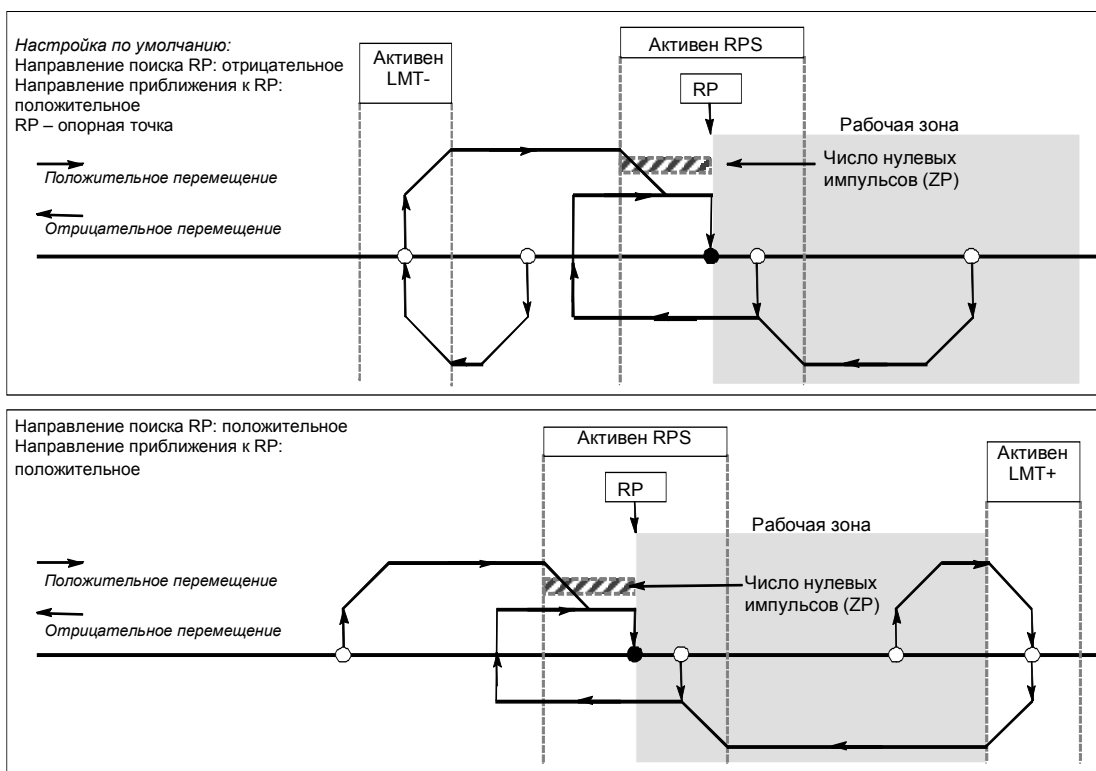 Настройка по умолчанию:
Направление поиска RP: отрицательное
Направление приближения к RP:
положительное
RP – опорная точка
Активен
LMT-
Активен RPS
RP
Рабочая зона
Число нулевых
импульсов (ZP)
Положительное перемещение
Отрицательное перемещение
Направление поиска RP: положительное
Направление приближения к RP:
положительное
Активен RPS
Активен
LMT+
RP
Рабочая зона
Положительное перемещение
Число нулевых
импульсов (ZP)
Отрицательное перемещение